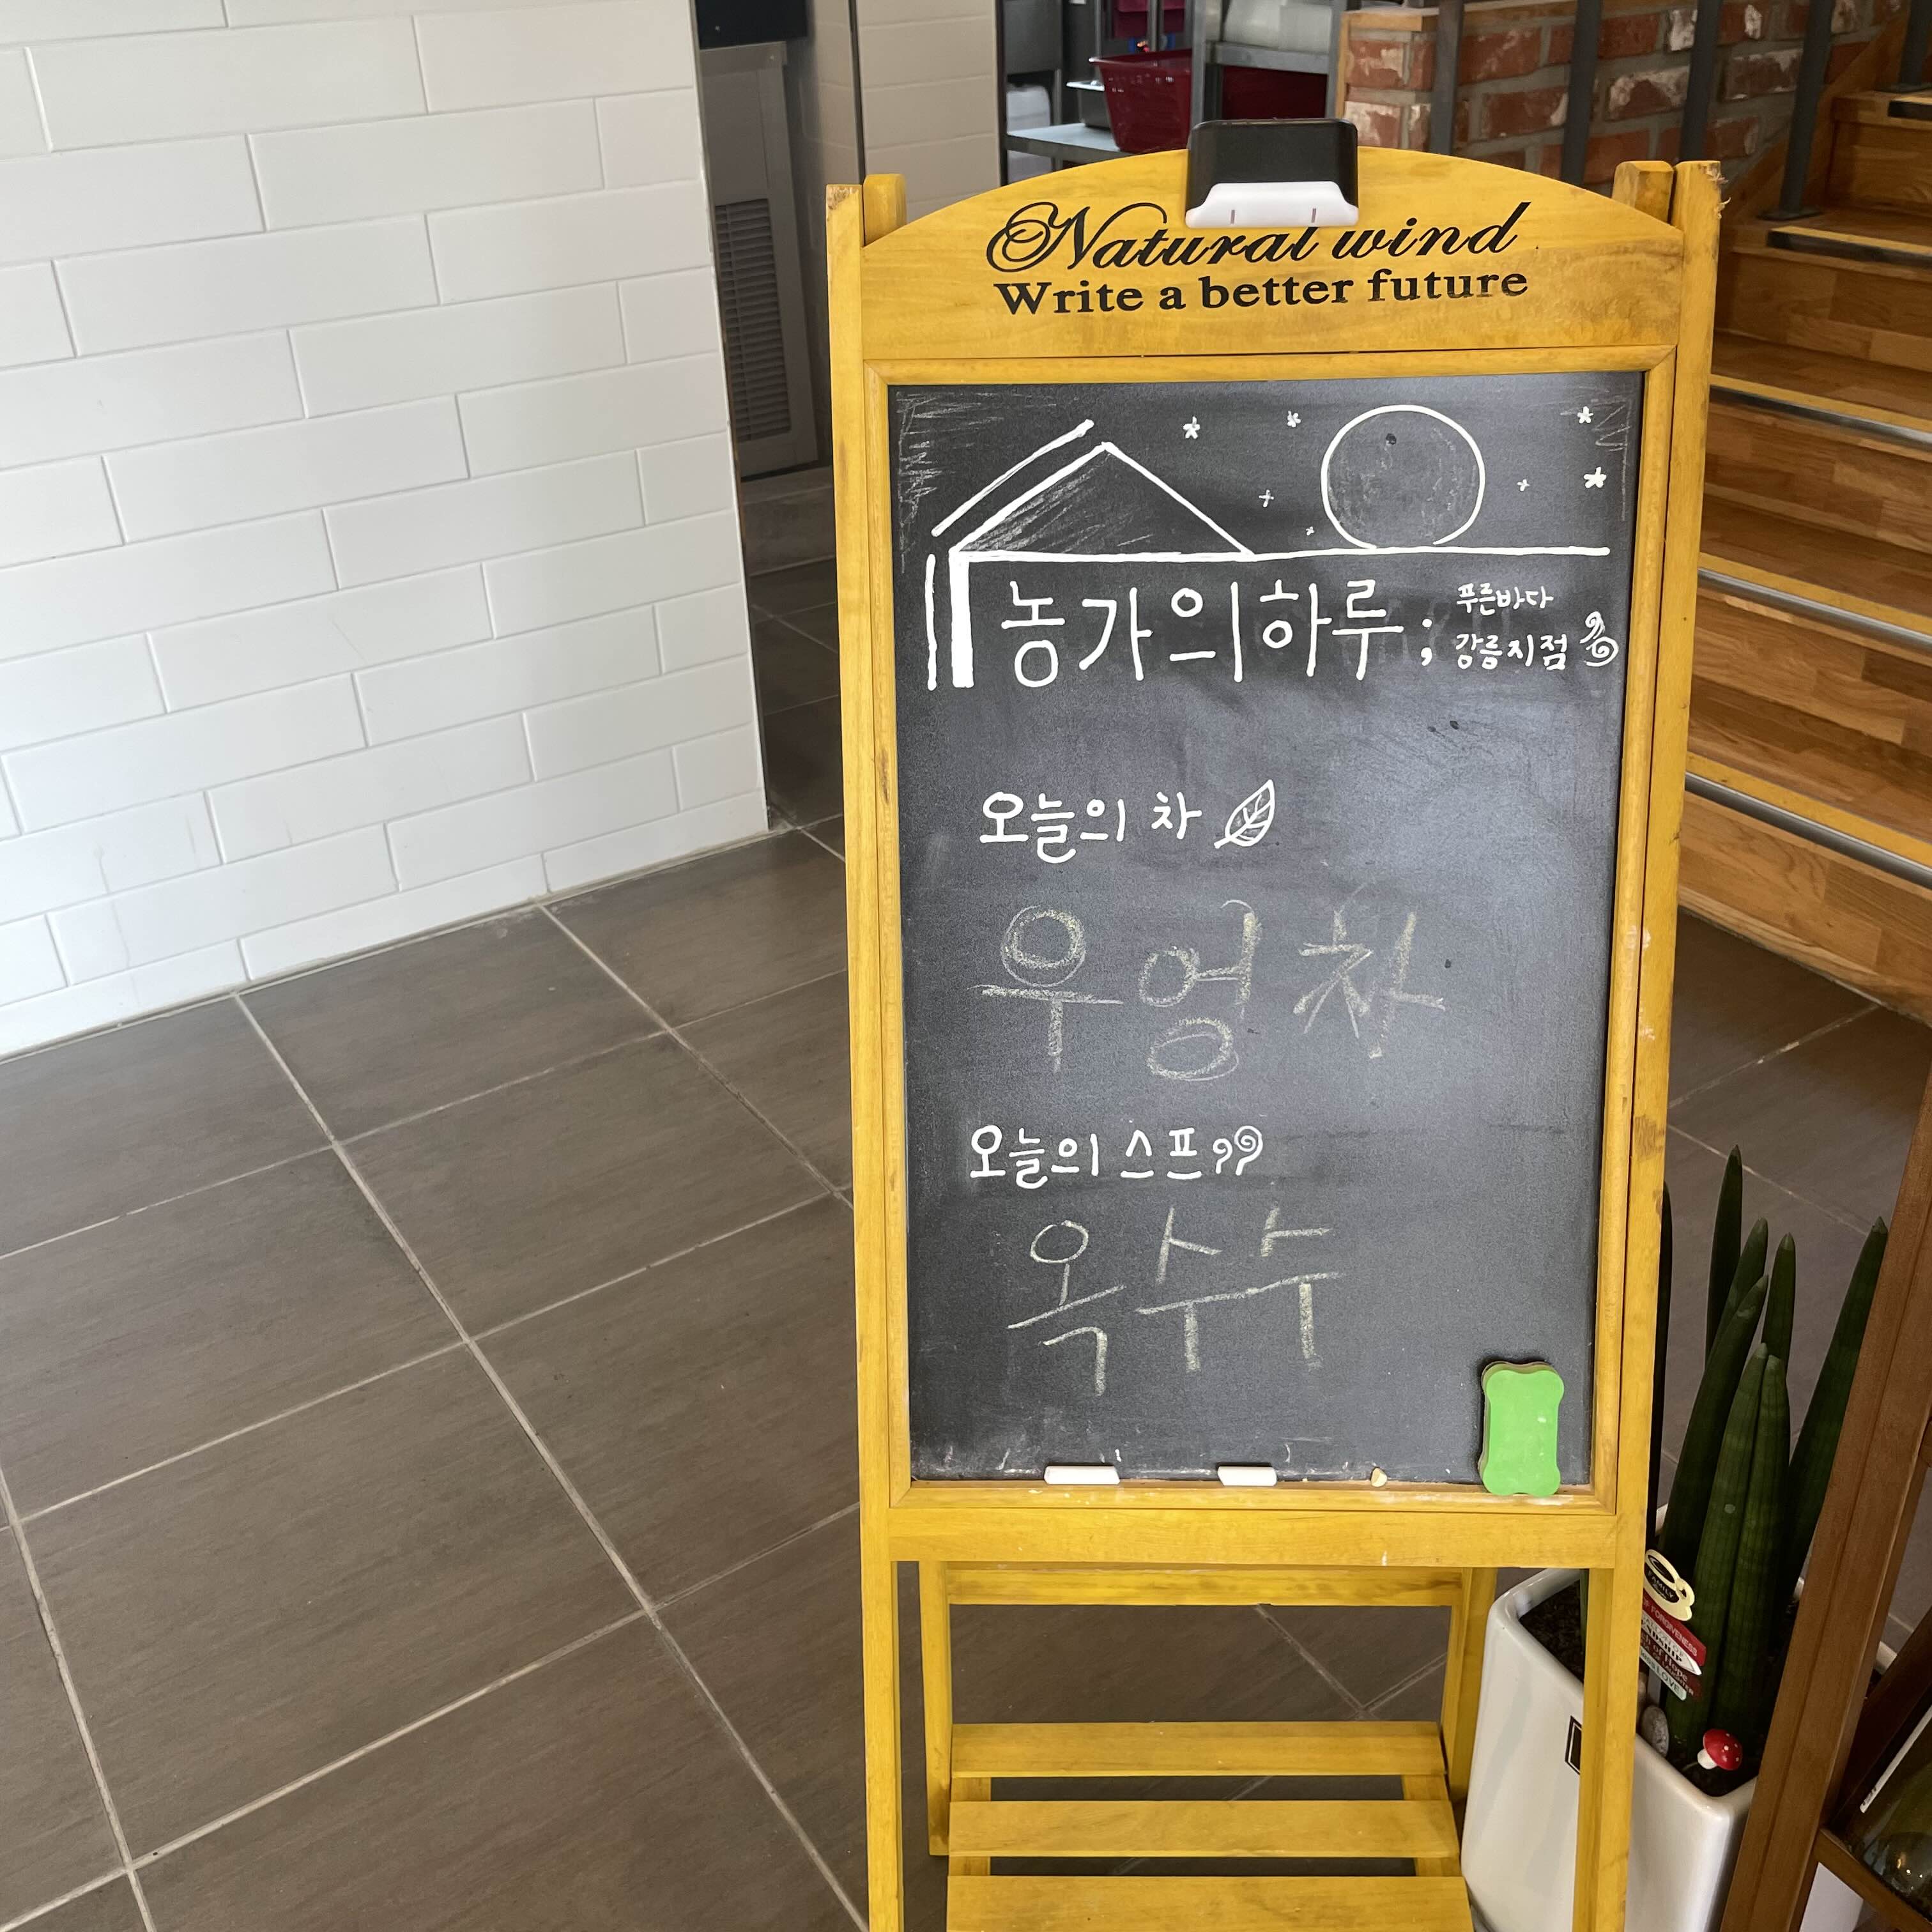 Natural wind
Write a better future
농가의하루; 푸른바다
강릉지점
오늘의 차
우엉차
오늘의 스프
옥수수